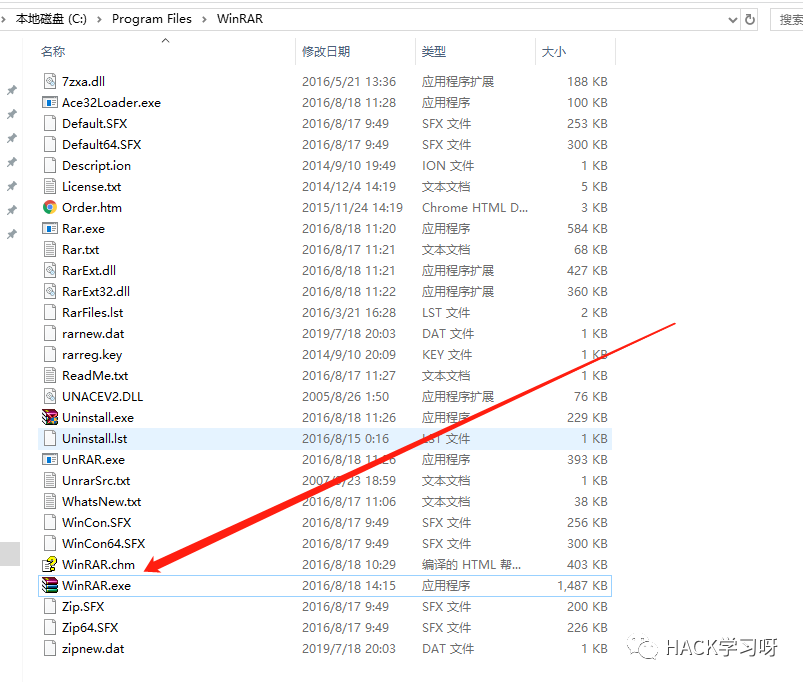 本地磁盘 (C:) › Program Files › WinRAR 搜索
名称 修改日期 类型 大小
7zxa.dll 2016/5/21 13:36 应用程序扩展 188 KB
Ace32Loader.exe 2016/8/18 11:28 应用程序 100 KB
Default.SFX 2016/8/17 9:49 SFX 文件 253 KB
Default64.SFX 2016/8/17 9:49 SFX 文件 300 KB
Descript.ion 2014/9/10 19:49 ION 文件 1 KB
License.txt 2014/12/4 14:19 文本文档 5 KB
Order.htm 2015/11/24 14:19 Chrome HTML D... 3 KB
Rar.exe 2016/8/18 11:20 应用程序 584 KB
Rar.txt 2016/8/17 11:21 文本文档 68 KB
RarExt.dll 2016/8/18 11:21 应用程序扩展 427 KB
RarExt32.dll 2016/8/18 11:22 应用程序扩展 360 KB
RarFiles.lst 2016/3/21 16:28 LST 文件 2 KB
rarnew.dat 2019/7/18 20:03 DAT 文件 1 KB
rarreg.key 2014/9/10 20:09 KEY 文件 1 KB
ReadMe.txt 2016/8/17 11:27 文本文档 1 KB
UNACEV2.DLL 2005/8/26 1:50 应用程序扩展 76 KB
Uninstall.exe 2016/8/18 11:26 应用程序 229 KB
Uninstall.lst 2016/8/15 0:16 LST 文件 1 KB
UnRAR.exe 2016/8/18 11:26 应用程序 393 KB
UnrarSrc.txt 2007/8/23 18:59 文本文档 1 KB
WhatsNew.txt 2016/8/17 11:06 文本文档 38 KB
WinCon.SFX 2016/8/17 9:49 SFX 文件 256 KB
WinCon64.SFX 2016/8/17 9:49 SFX 文件 300 KB
WinRAR.chm 2016/8/18 10:29 编译的 HTML 帮... 403 KB
WinRAR.exe 2016/8/18 14:15 应用程序 1,487 KB
Zip.SFX 2016/8/17 9:49 SFX 文件 200 KB
Zip64.SFX 2016/8/17 9:49 SFX 文件 226 KB
zipnew.dat 2019/7/18 20:03 DAT 文件 1 KB
HACK学习呀